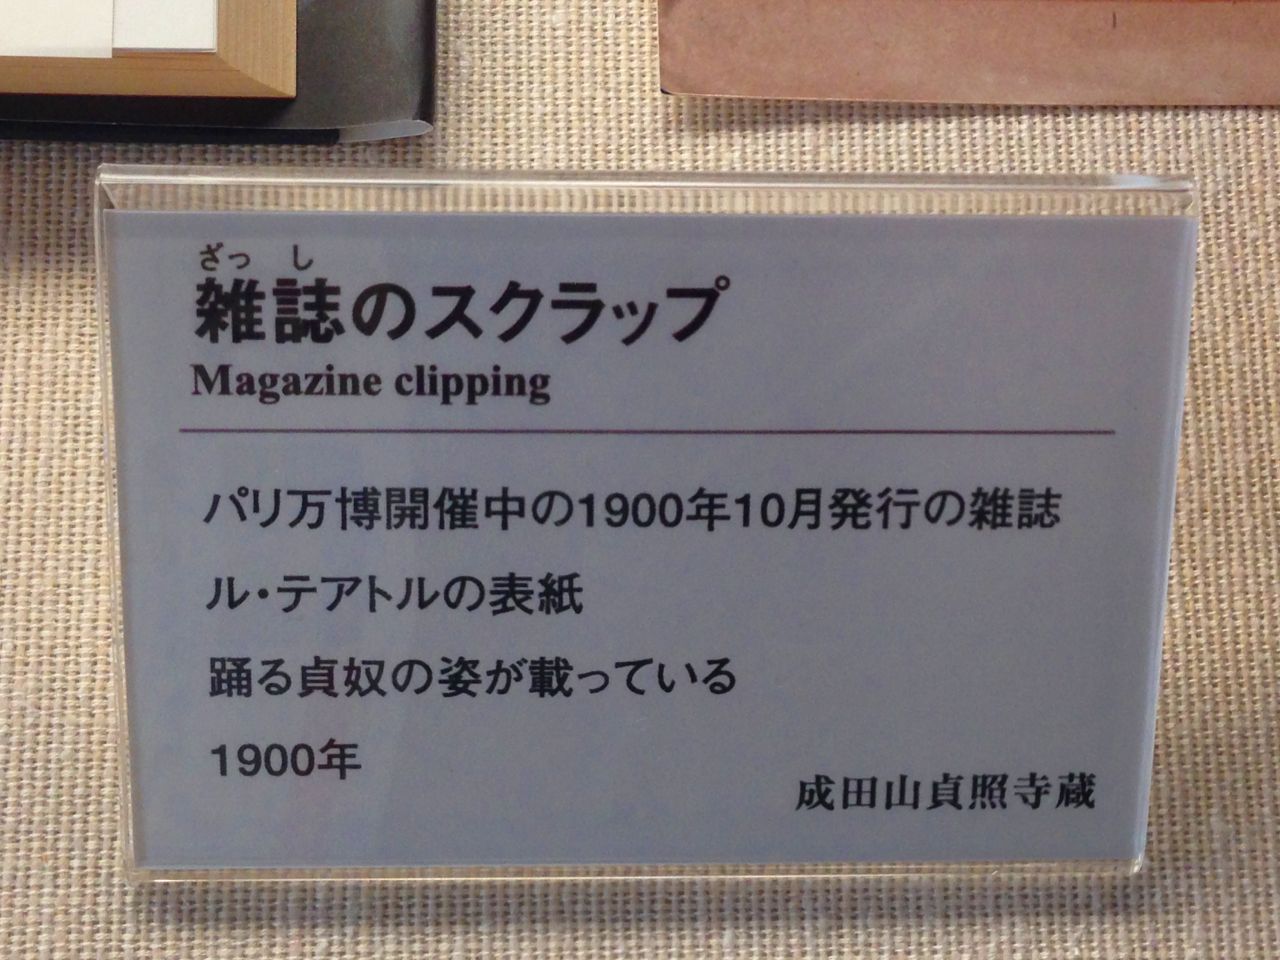 ざっ し
雑誌のスクラップ
Magazine clipping
パリ万博開催中の1900年10月発行の雑誌
ル・テアトルの表紙
踊る貞奴の姿が載っている
1900年
成田山貞照寺蔵